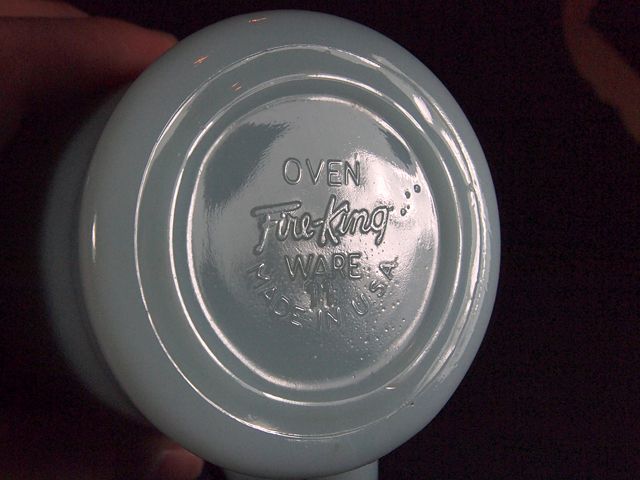 OVEN
Fire-King
WARE
11
MADE IN U.S.A.